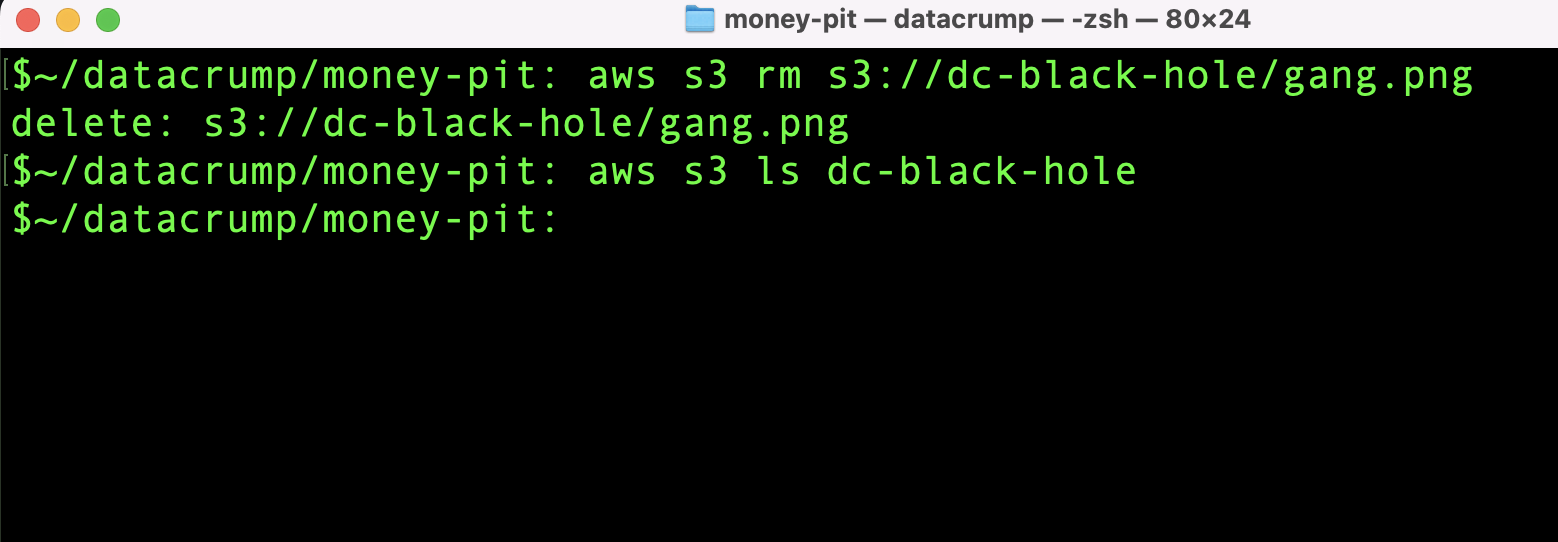 money-pit — datacrump — -zsh — 80×24
$~/datacrump/money-pit: aws s3 rm s3://dc-black-hole/gang.png
delete: s3://dc-black-hole/gang.png
$~/datacrump/money-pit: aws s3 ls dc-black-hole
$~/datacrump/money-pit: